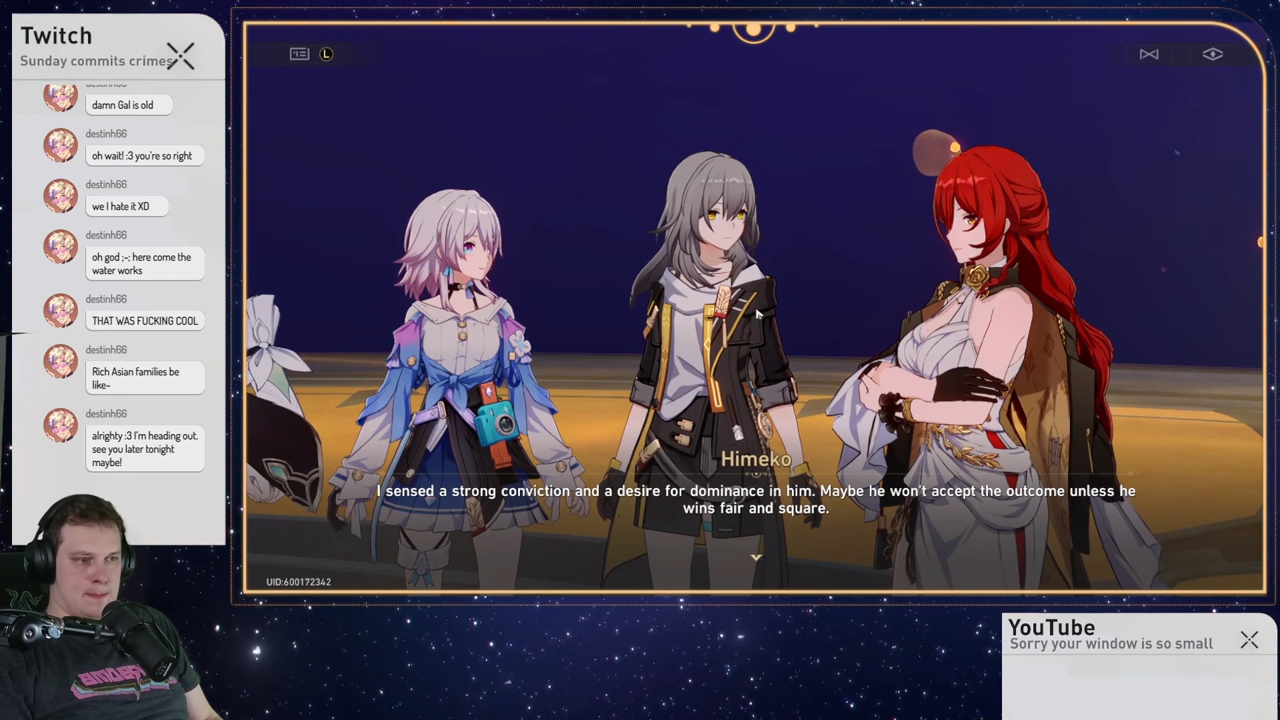 Twitch
Sunday commits crimes
destinh66
damn Gal is old
destinh66
oh wait! :3 you're so right
destinh66
we I hate it XD
destinh66
oh god ;-; here come the
water works
destinh66
THAT WAS FUCKING COOL
destinh66
Rich Asian families be
like-
destinh66
alrighty :3 I'm heading out.
see you later tonight
maybe!
L
Himeko
I sensed a strong conviction and a desire for dominance in him. Maybe he won't accept the outcome unless he
wins fair and square.
UID:600172342
YouTube
Sorry your window is so small